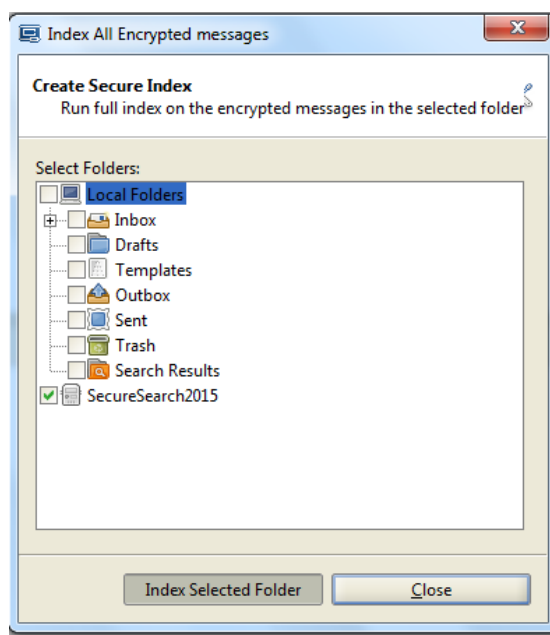 Index All Encrypted messages
Create Secure Index
Run full index on the encrypted messages in the selected folder
Select Folders:
Local Folders
Inbox
Drafts
Templates
Outbox
Sent
Trash
Search Results
SecureSearch2015
Index Selected Folder Close